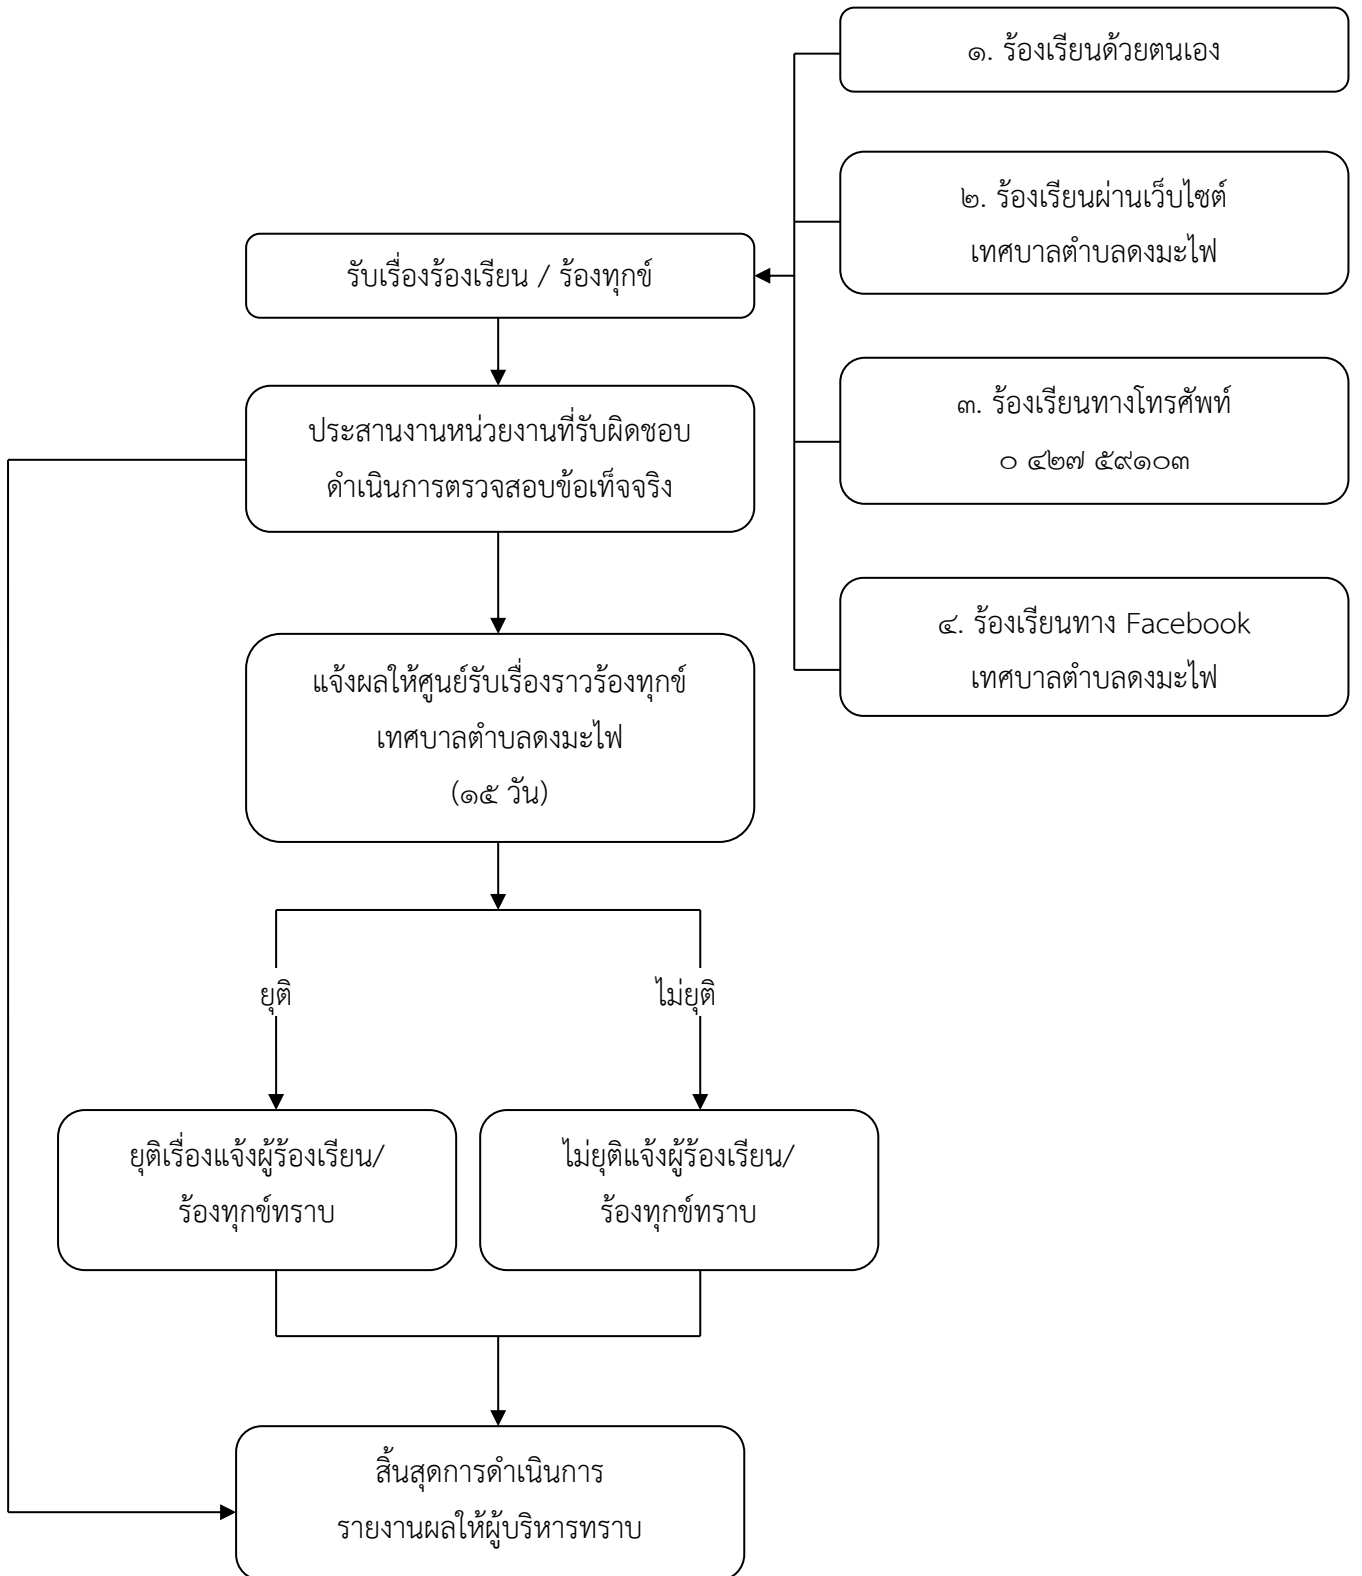 ๑. ร้องเรียนด้วยตนเอง
๒. ร้องเรียนผ่านเว็บไซต์
เทศบาลตำบลดงมะไฟ
รับเรื่องร้องเรียน / ร้องทุกข์
๓. ร้องเรียนทางโทรศัพท์
๐ ๔๒๗ ๕๙๑๐๓
ประสานงานหน่วยงานที่รับผิดชอบ
ดำเนินการตรวจสอบข้อเท็จจริง
๔. ร้องเรียนทาง Facebook
เทศบาลตำบลดงมะไฟ
แจ้งผลให้ศูนย์รับเรื่องราวร้องทุกข์
เทศบาลตำบลดงมะไฟ
(๑๕ วัน)
ยุติ
ไม่ยุติ
ยุติเรื่องแจ้งผู้ร้องเรียน/
ร้องทุกข์ทราบ
ไม่ยุติแจ้งผู้ร้องเรียน/
ร้องทุกข์ทราบ
สิ้นสุดการดำเนินการ
รายงานผลให้ผู้บริหารทราบ